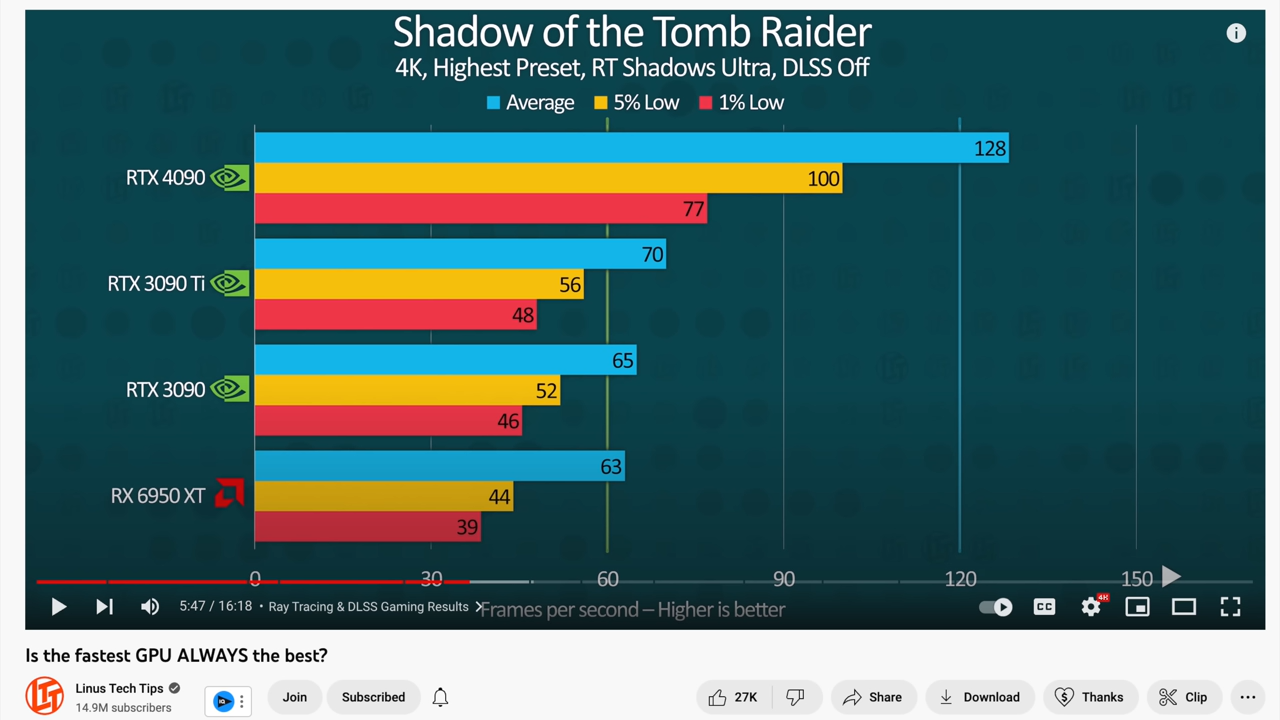 Shadow of the Tomb Raider
4K, Highest Preset, RT Shadows Ultra, DLSS Off
Average 5% Low 1% Low
128
RTX 4090 100
77
70
RTX 3090 Ti 56
48
65
RTX 3090 52
46
63
RX 6950 XT 44
39
0 30 60 90 120 150
5:47 / 16:18 • Ray Tracing & DLSS Gaming Results
Frames per second – Higher is better
CC 4K
Is the fastest GPU ALWAYS the best?
Linus Tech Tips
14.9M subscribers
Join Subscribed 27K Share Download Thanks Clip